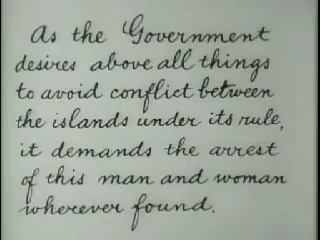 As the Government
desires above all things
to avoid conflict between
the islands under its rule,
it demands the arrest
of this man and woman
wherever found.